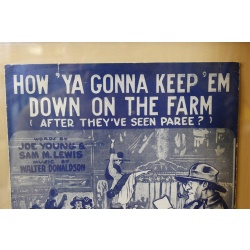 HOW 'YA GONNA KEEP 'EM
DOWN ON THE FARM
( AFTER THEY'VE SEEN PAREE ? )
WORDS BY
JOE YOUNG &
SAM M. LEWIS
MUSIC BY
WALTER DONALDSON